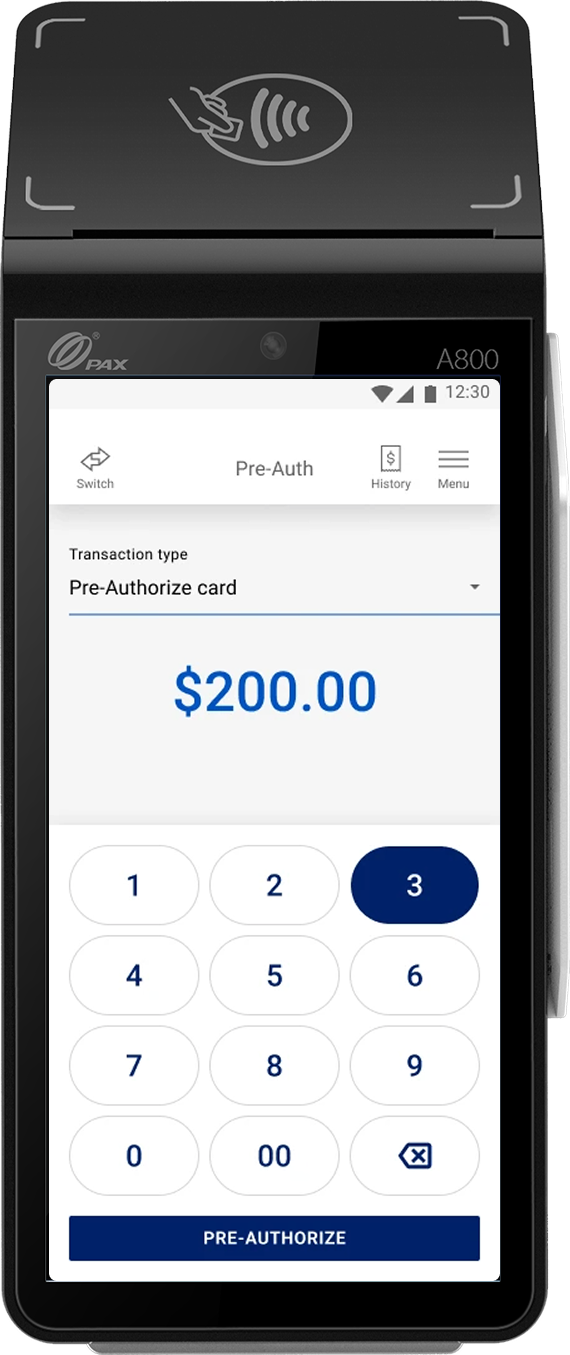 PAX®
A800
12:30
Switch
Pre-Auth
History
Menu
Transaction type
Pre-Authorize card
$200.00
1 2 3
4 5 6
7 8 9
0 00
PRE-AUTHORIZE